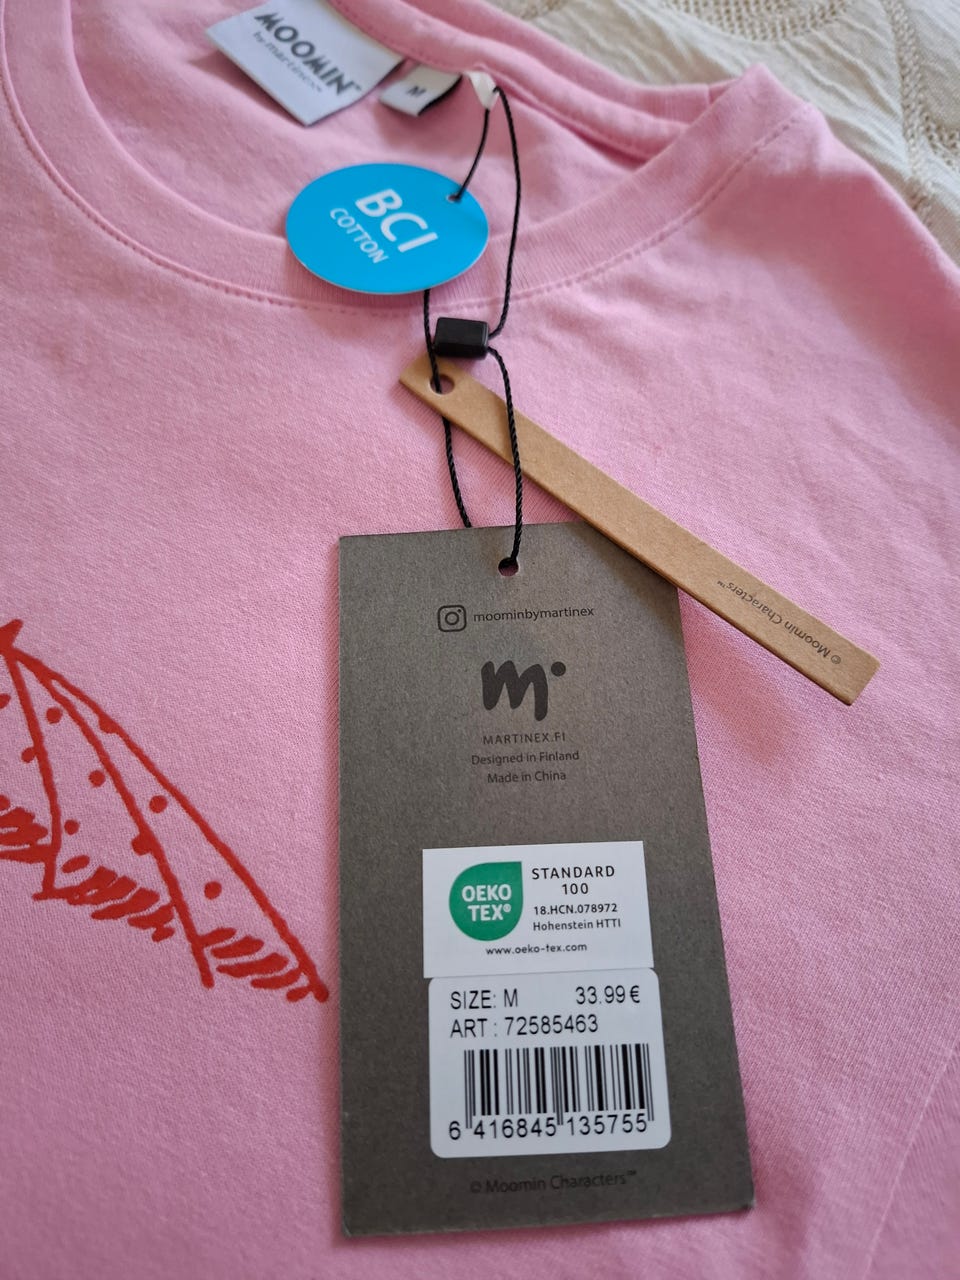 MOOMIN™
by martinex
M
BCI
COTTON
© Moomin Characters™
moominbymartinex
m
MARTINEX.FI
Designed in Finland
Made in China
OEKO
TEX®
STANDARD
100
18.HCN.078972
Hohenstein HTTI
www.oeko-tex.com
SIZE: M 33.99€
ART : 72585463
6 416845 135755
© Moomin Characters™